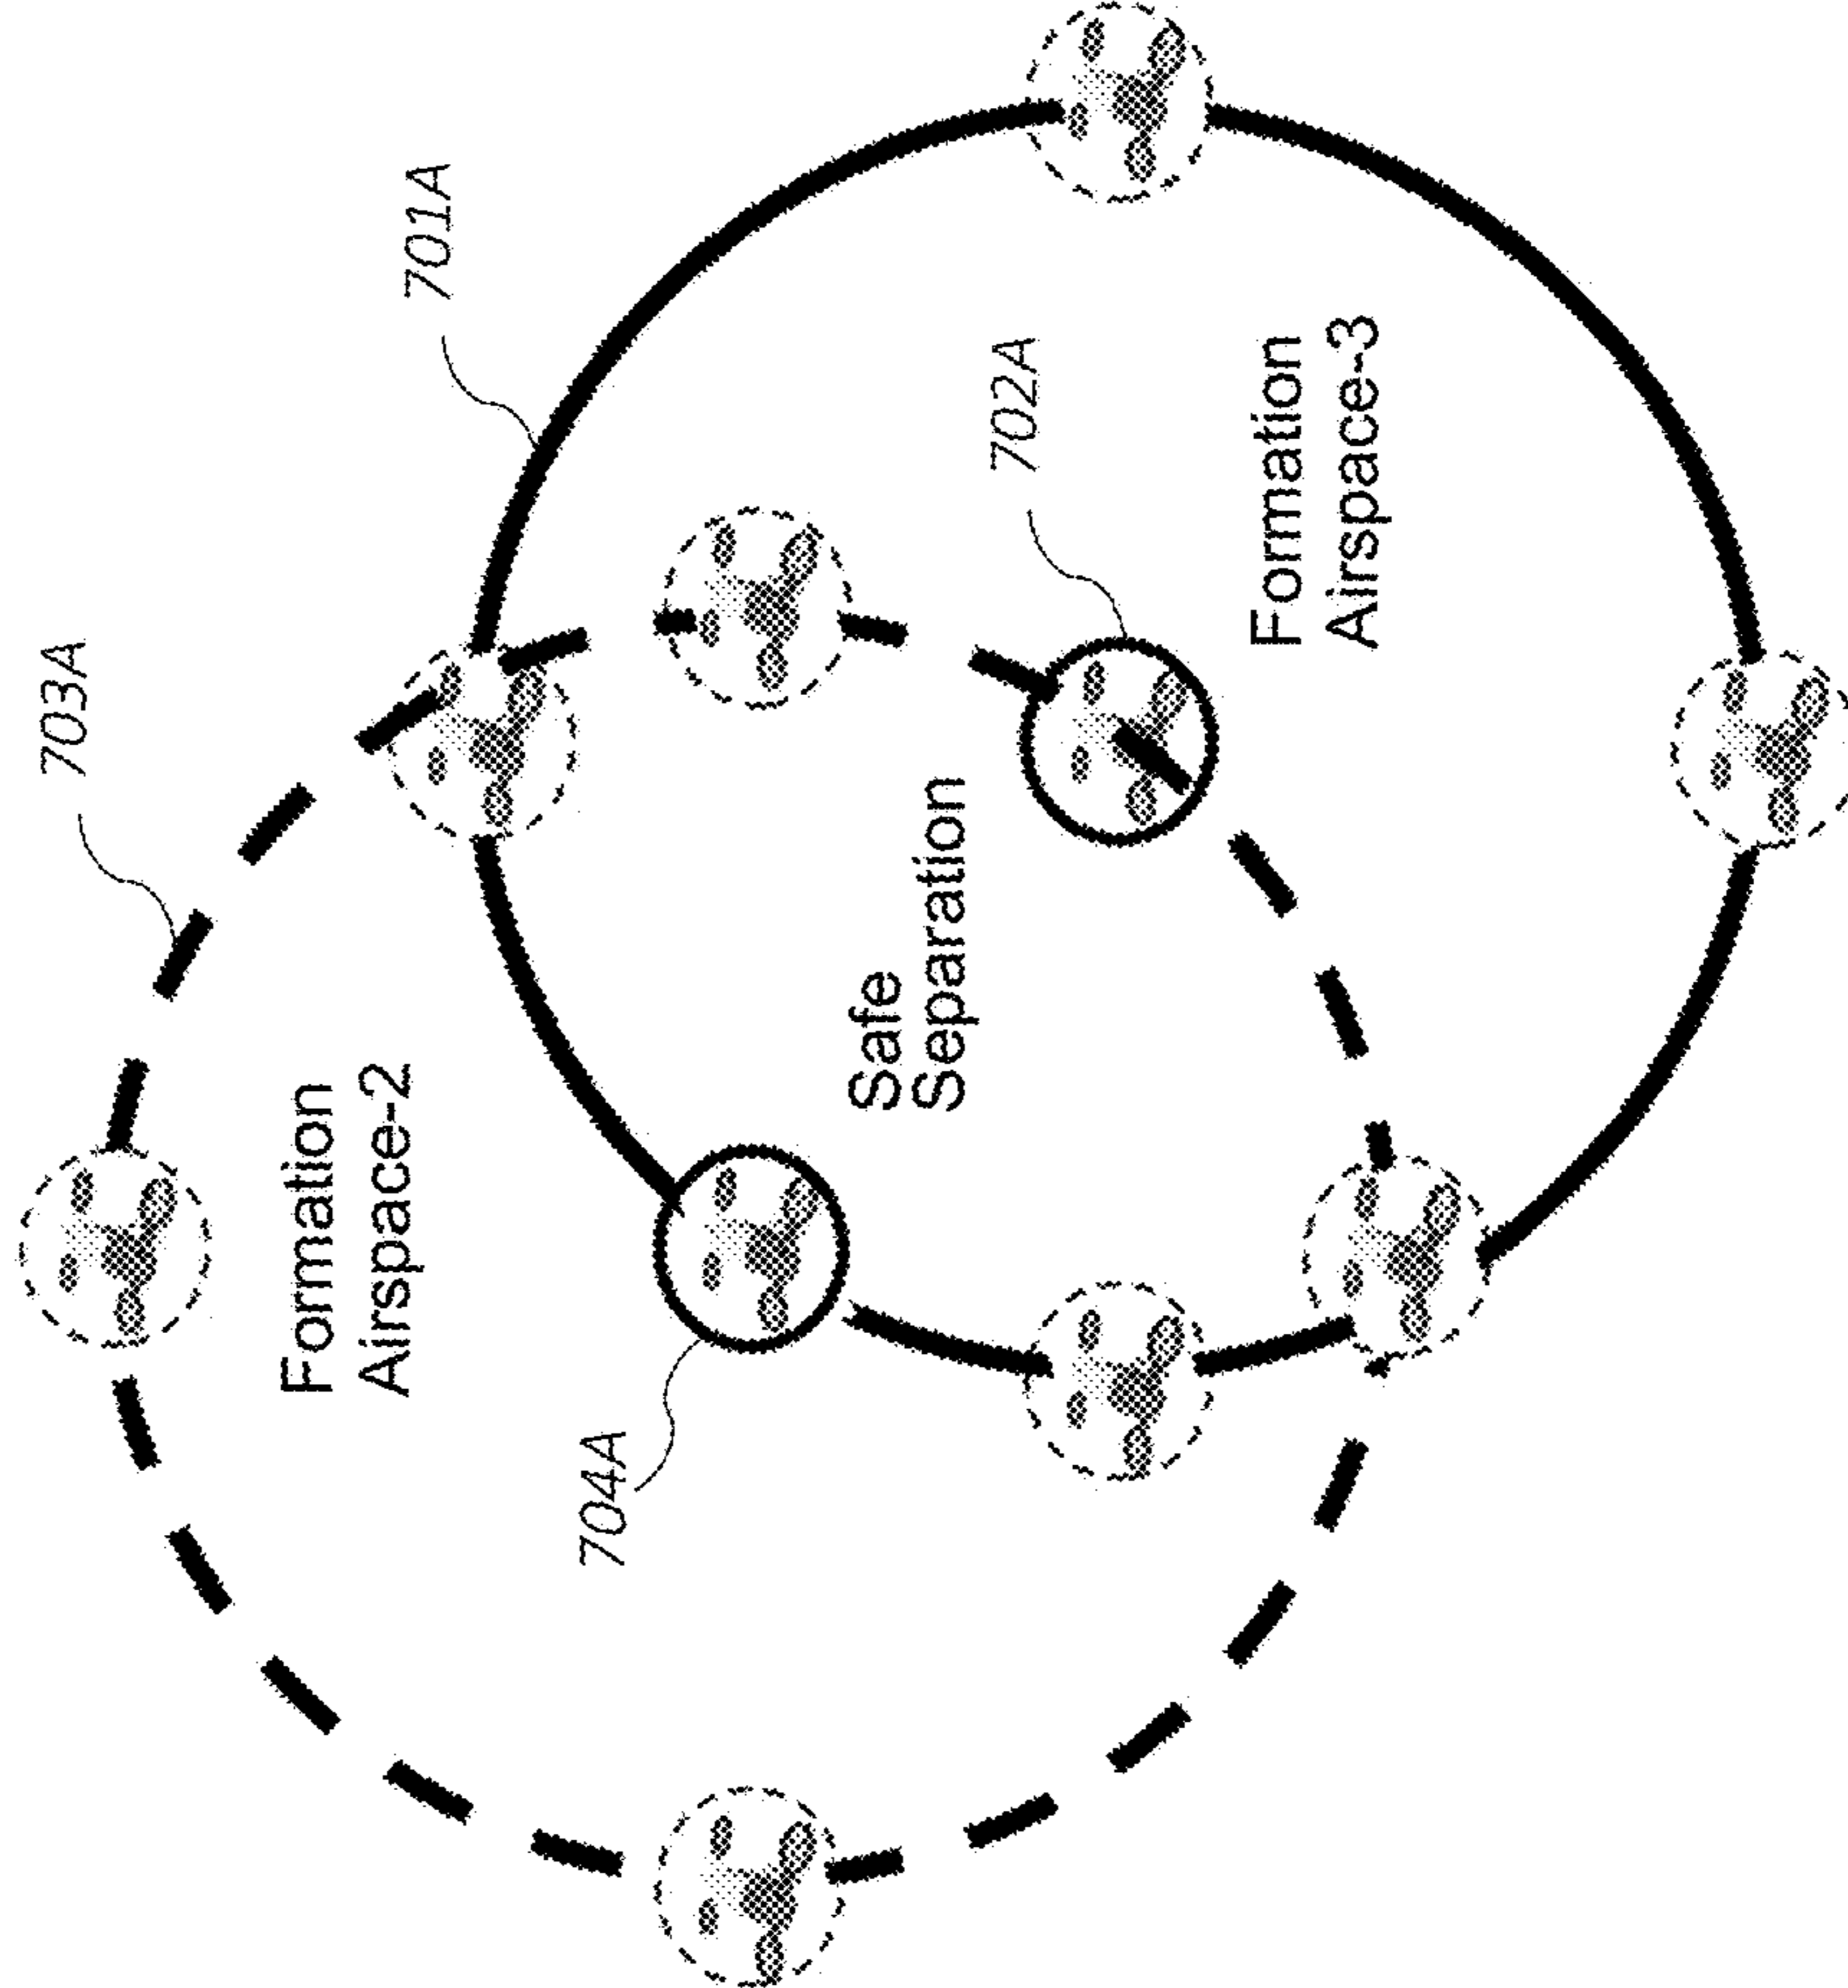 703A
701A
Formation
Airspace-2
704A
Safe
Separation
702A
Formation
Airspace-3